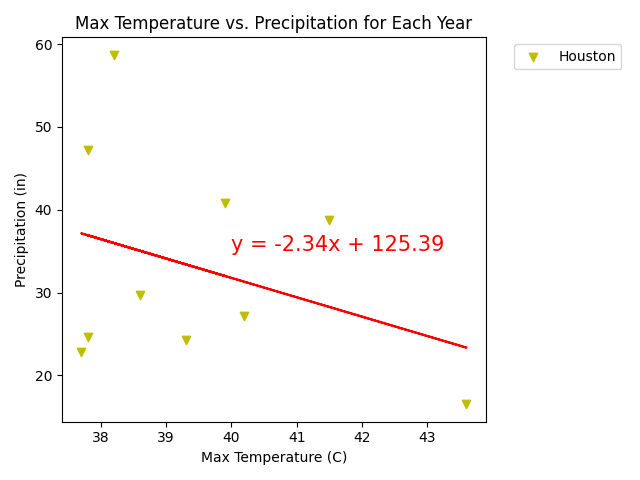 Max Temperature vs. Precipitation for Each Year
Houston
60
50
40
30
20
Precipitation (in)
y = -2.34x + 125.39
38 39 40 41 42 43
Max Temperature (C)